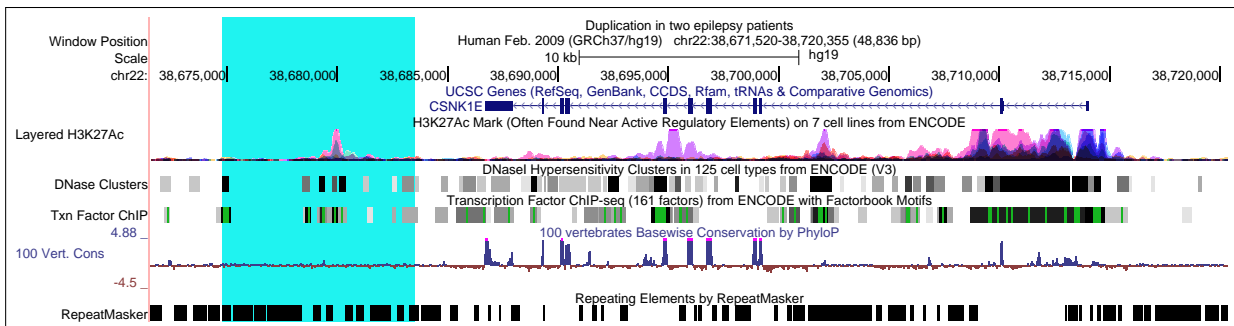 Duplication in two epilepsy patients
Window Position Human Feb. 2009 (GRCh37/hg19) chr22:38,671,520-38,720,355 (48,836 bp)
Scale 10 kb hg19
chr22: 38,675,000 38,680,000 38,685,000 38,690,000 38,695,000 38,700,000 38,705,000 38,710,000 38,715,000 38,720,000
UCSC Genes (RefSeq, GenBank, CCDS, Rfam, tRNAs & Comparative Genomics)
CSNK1E
H3K27Ac Mark (Often Found Near Active Regulatory Elements) on 7 cell lines from ENCODE
Layered H3K27Ac
DNaseI Hypersensitivity Clusters in 125 cell types from ENCODE (V3)
DNase Clusters
Transcription Factor ChIP-seq (161 factors) from ENCODE with Factorbook Motifs
Txn Factor ChIP
4.88 _ 100 vertebrates Basewise Conservation by PhyloP
100 Vert. Cons
-4.5 _
Repeating Elements by RepeatMasker
RepeatMasker